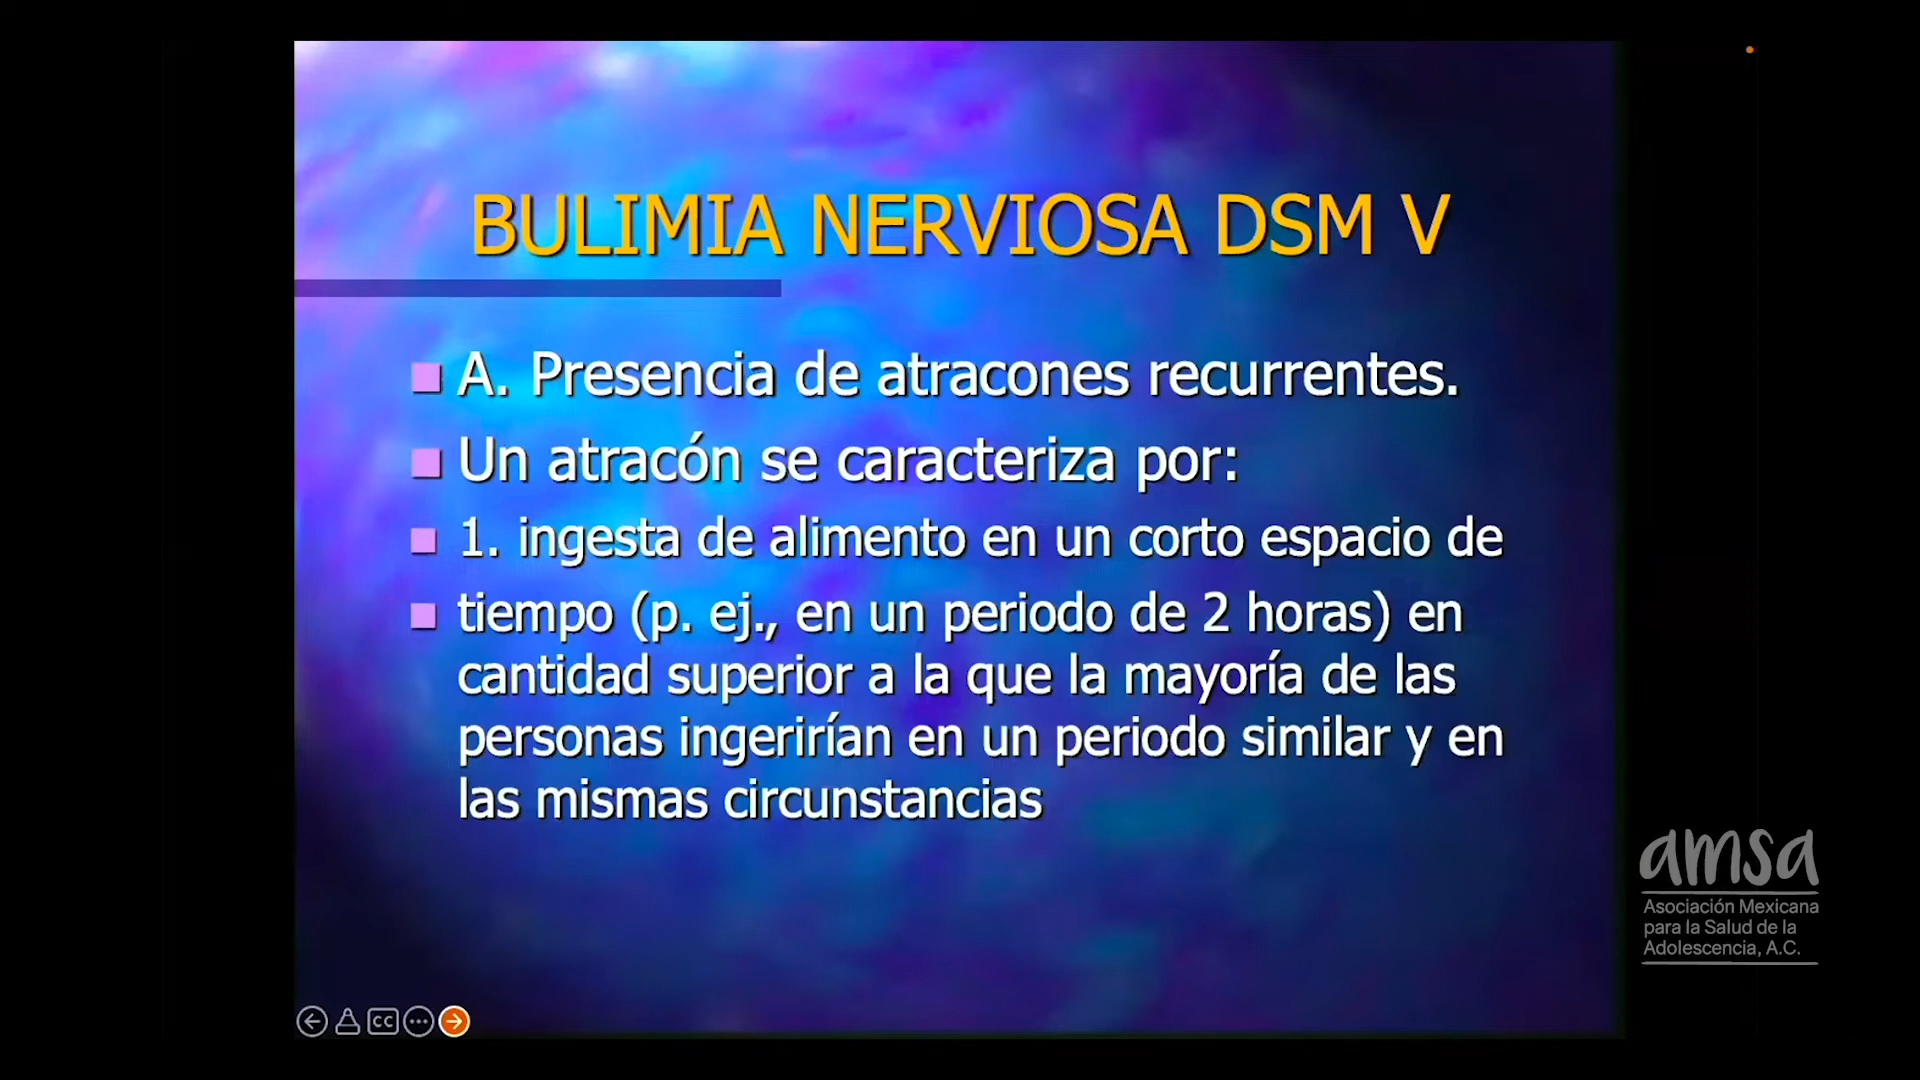 BULIMIA NERVIOSA DSM V
A. Presencia de atracones recurrentes.
Un atracón se caracteriza por:
1. ingesta de alimento en un corto espacio de
tiempo (p. ej., en un periodo de 2 horas) en
cantidad superior a la que la mayoría de las
personas ingerirían en un periodo similar y en
las mismas circunstancias
amsa
Asociación Mexicana
para la Salud de la
Adolescencia, A.C.
CC